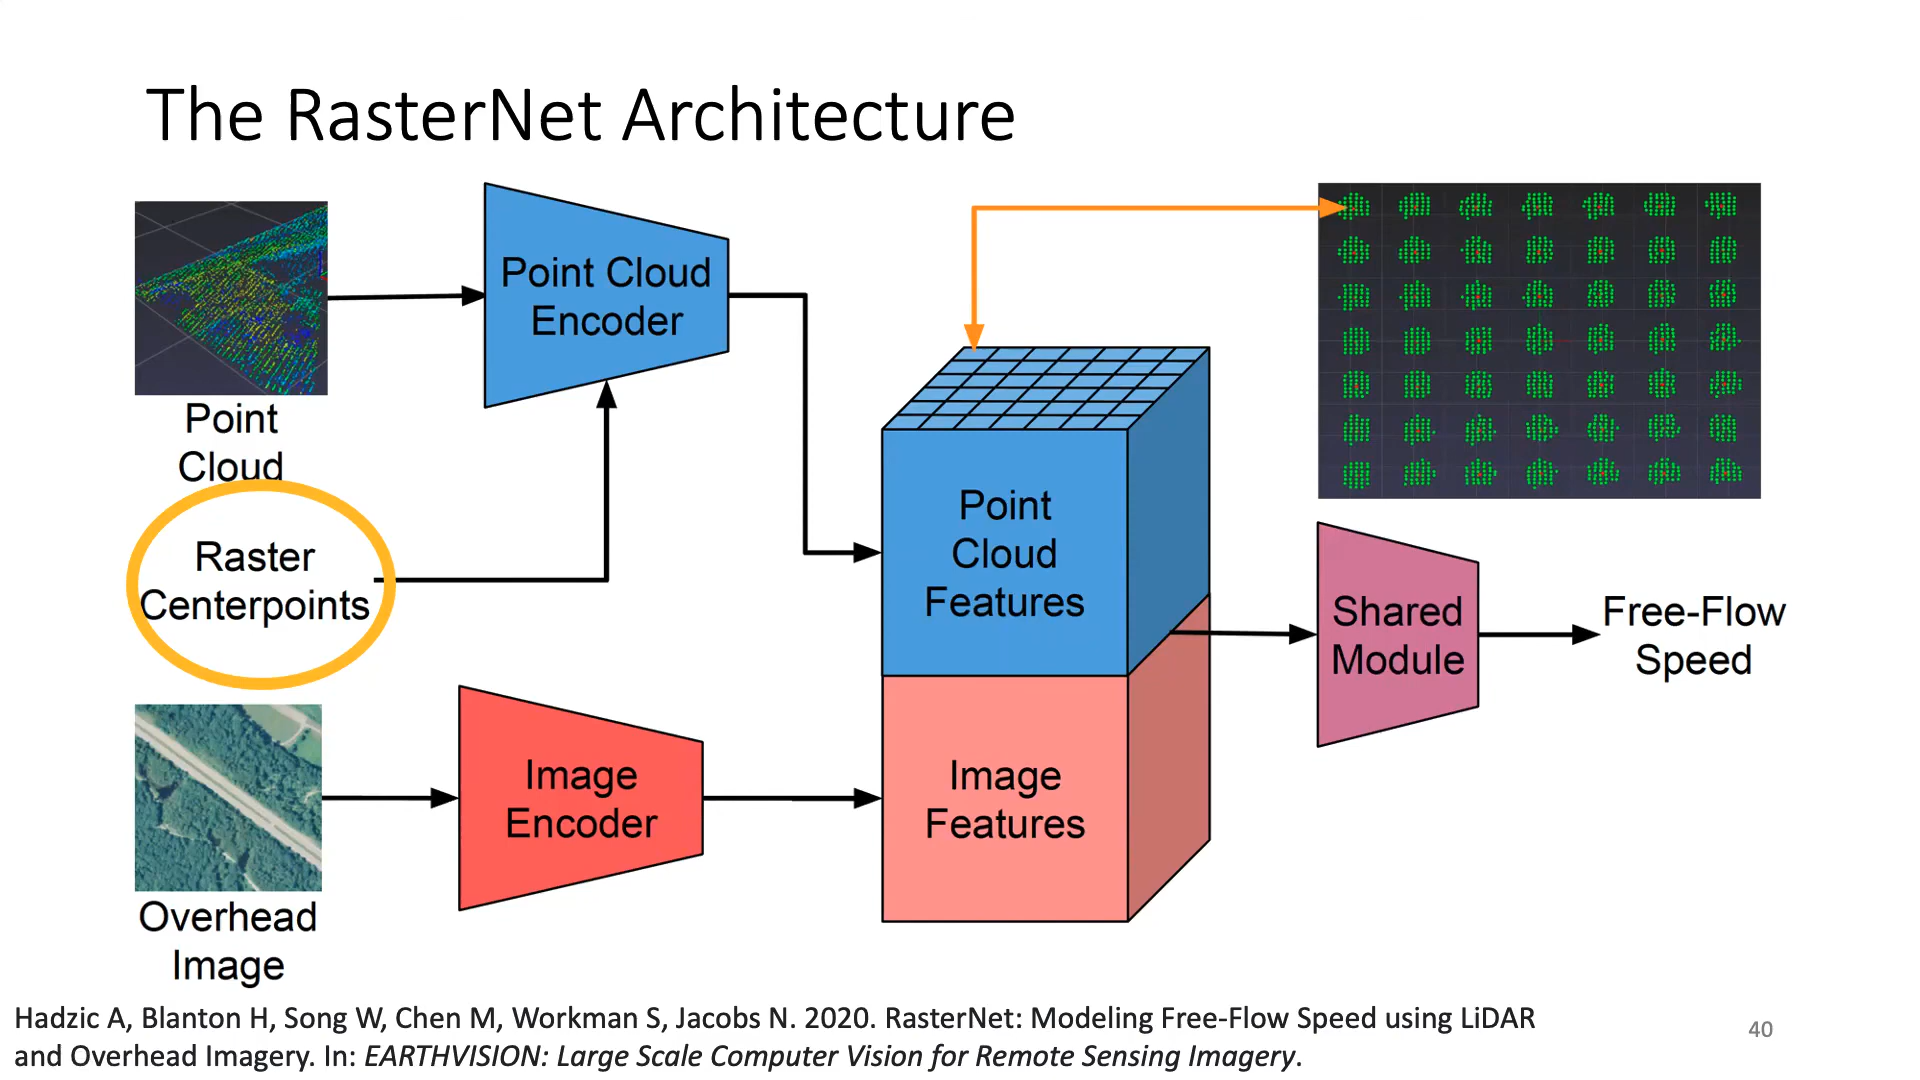 The RasterNet Architecture
Point Cloud
Encoder
Point
Cloud
Raster
Centerpoints
Point
Cloud
Features
Shared
Module
Free-Flow
Speed
Image
Encoder
Image
Features
Overhead
Image
Hadzic A, Blanton H, Song W, Chen M, Workman S, Jacobs N. 2020. RasterNet: Modeling Free-Flow Speed using LiDAR
and Overhead Imagery. In: EARTHVISION: Large Scale Computer Vision for Remote Sensing Imagery.
40